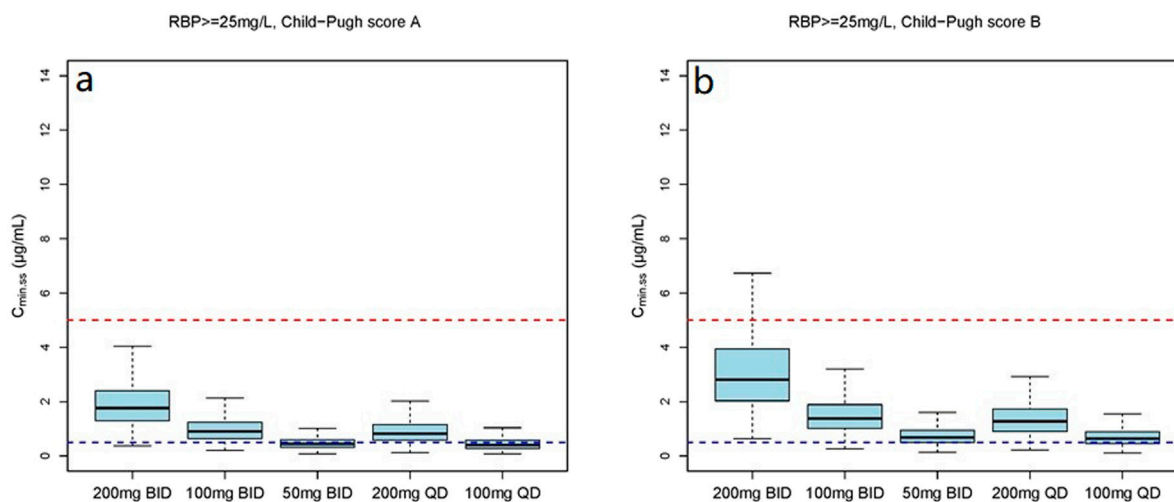 RBP>=25mg/L, Child−Pugh score A
a
14
12
10
8
6
4
2
0
Cmin.ss (μg/mL)
200mg BID 100mg BID 50mg BID 200mg QD 100mg QD
RBP>=25mg/L, Child−Pugh score B
b
14
12
10
8
6
4
2
0
Cmin.ss (μg/mL)
200mg BID 100mg BID 50mg BID 200mg QD 100mg QD